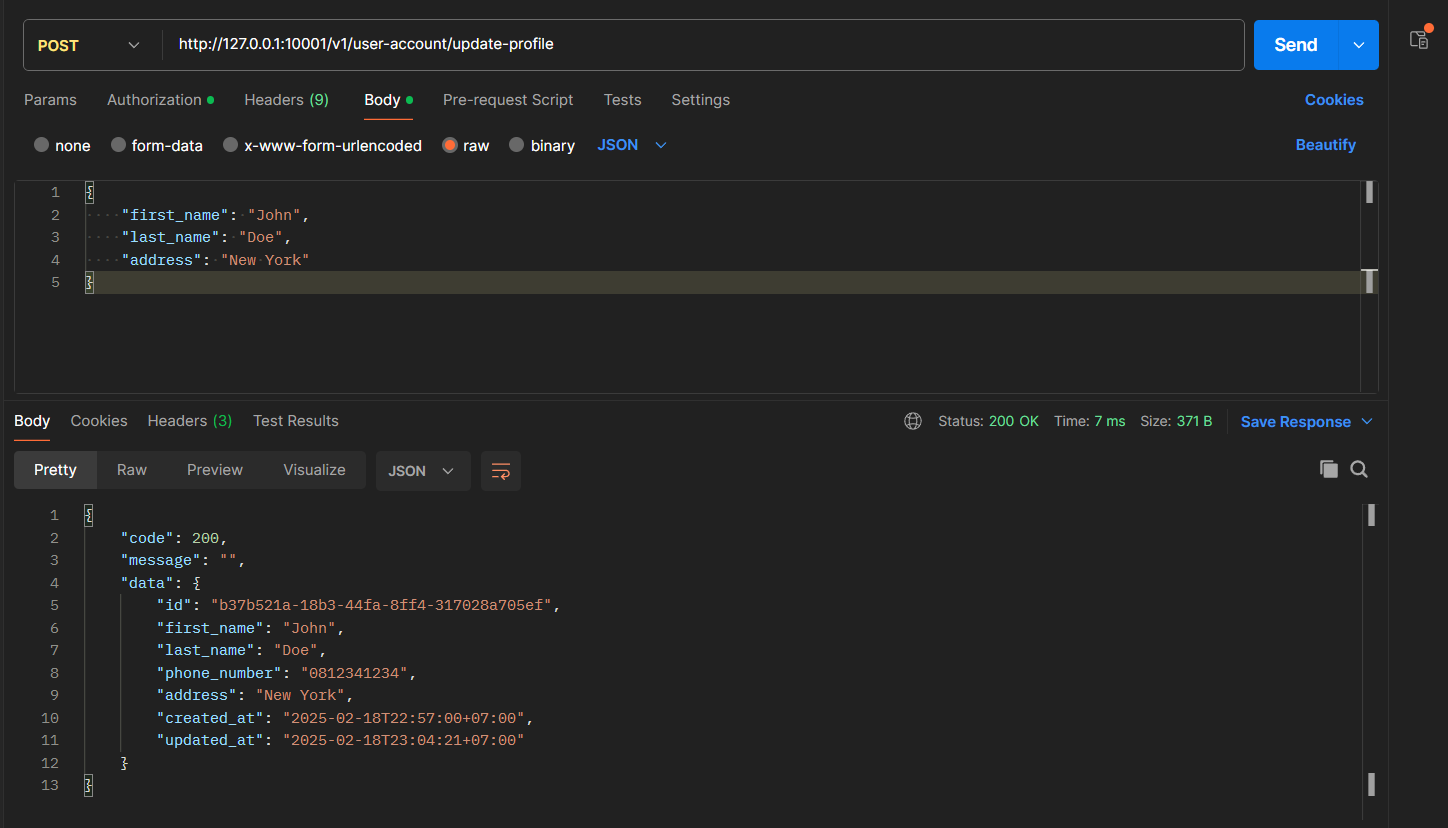 POST http://127.0.0.1:10001/v1/user-account/update-profile Send
Params Authorization Headers (9) Body Pre-request Script Tests Settings Cookies
none form-data x-www-form-urlencoded raw binary JSON Beautify
1 {
2 "first_name": "John",
3 "last_name": "Doe",
4 "address": "New York"
5 }
Body Cookies Headers (3) Test Results Status: 200 OK Time: 7 ms Size: 371 B Save Response
Pretty Raw Preview Visualize JSON
1 {
2 "code": 200,
3 "message": "",
4 "data": {
5 "id": "b37b521a-18b3-44fa-8ff4-317028a705ef",
6 "first_name": "John",
7 "last_name": "Doe",
8 "phone_number": "0812341234",
9 "address": "New York",
10 "created_at": "2025-02-18T22:57:00+07:00",
11 "updated_at": "2025-02-18T23:04:21+07:00"
12 }
13 }